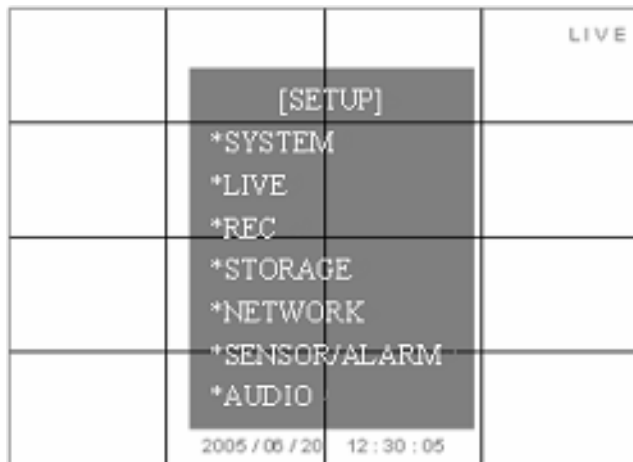 LIVE
[SETUP]
*SYSTEM
*LIVE
*REC
*STORAGE
*NETWORK
*SENSOR/ALARM
*AUDIO
2005 / 06 / 20 12 : 30 : 05